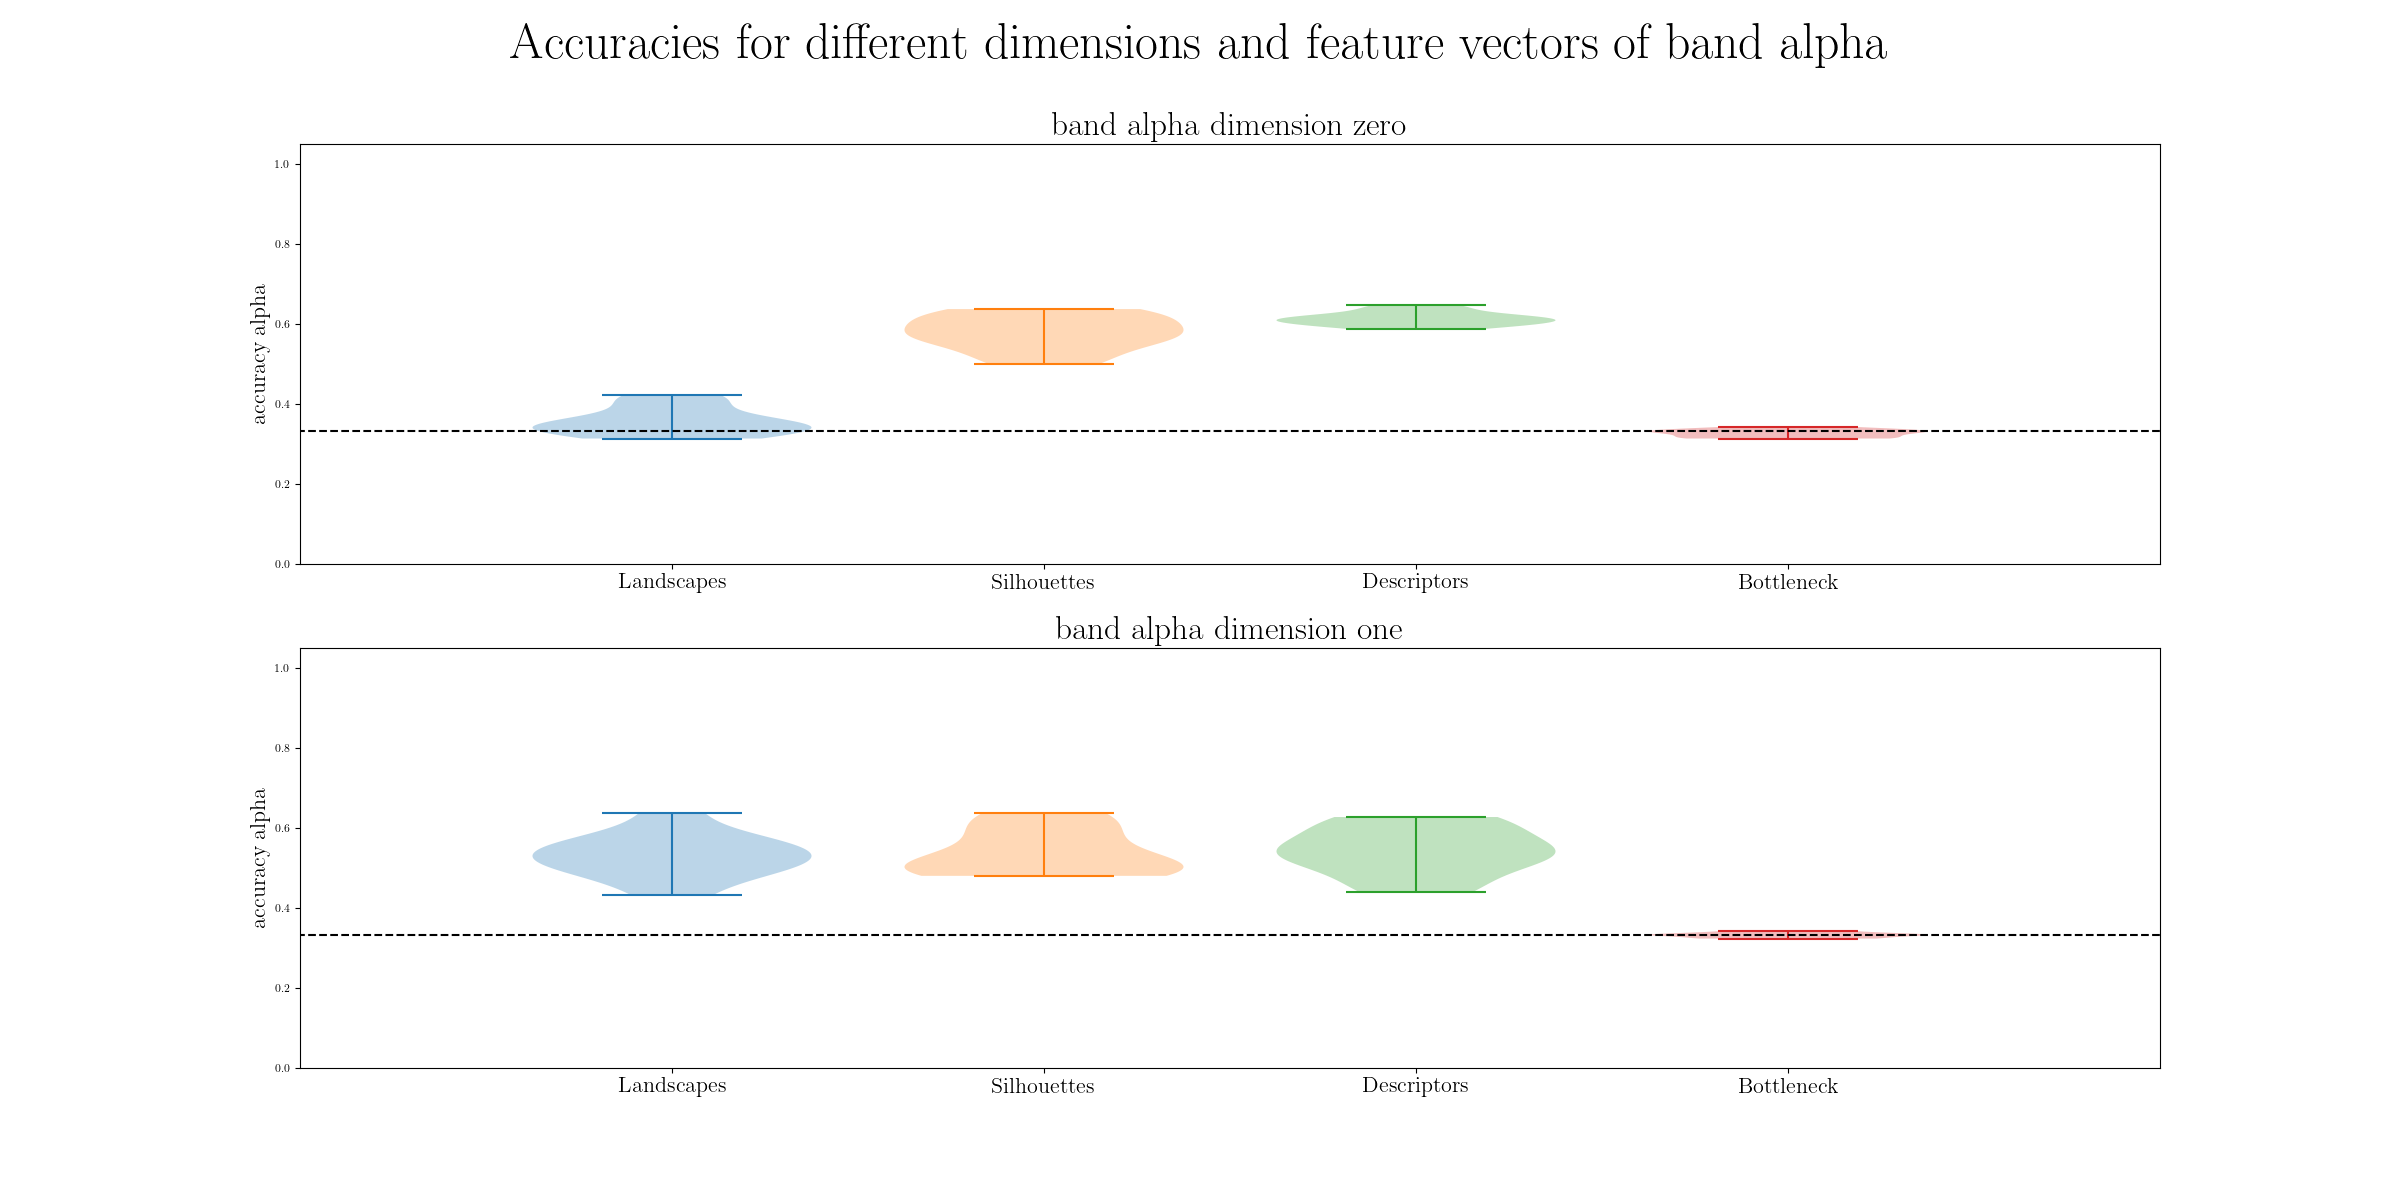 Accuracies for different dimensions and feature vectors of band alpha
band alpha dimension zero
1.0
0.8
0.6
0.4
0.2
0.0
accuracy alpha
Landscapes Silhouettes Descriptors Bottleneck
band alpha dimension one
1.0
0.8
0.6
0.4
0.2
0.0
accuracy alpha
Landscapes Silhouettes Descriptors Bottleneck